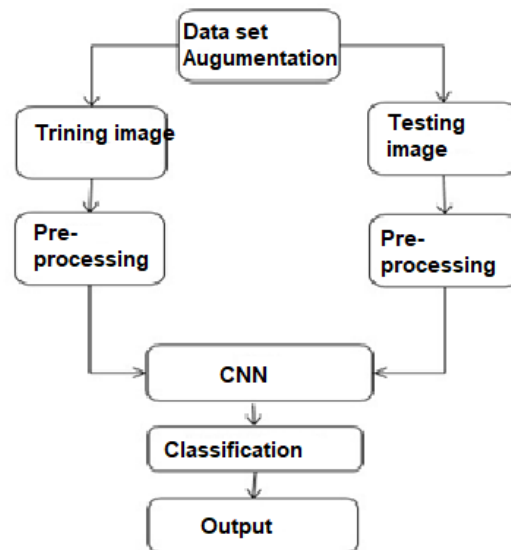 Data set
Augumentation
Trining image
Testing
image
Pre-
processing
Pre-
processing
CNN
Classification
Output